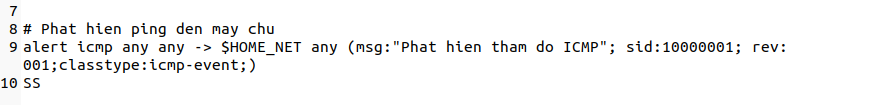 7
8 # Phat hien ping den may chu
9 alert icmp any any -> $HOME_NET any (msg:"Phat hien tham do ICMP"; sid:10000001; rev:
001;classtype:icmp-event;)
10 SS